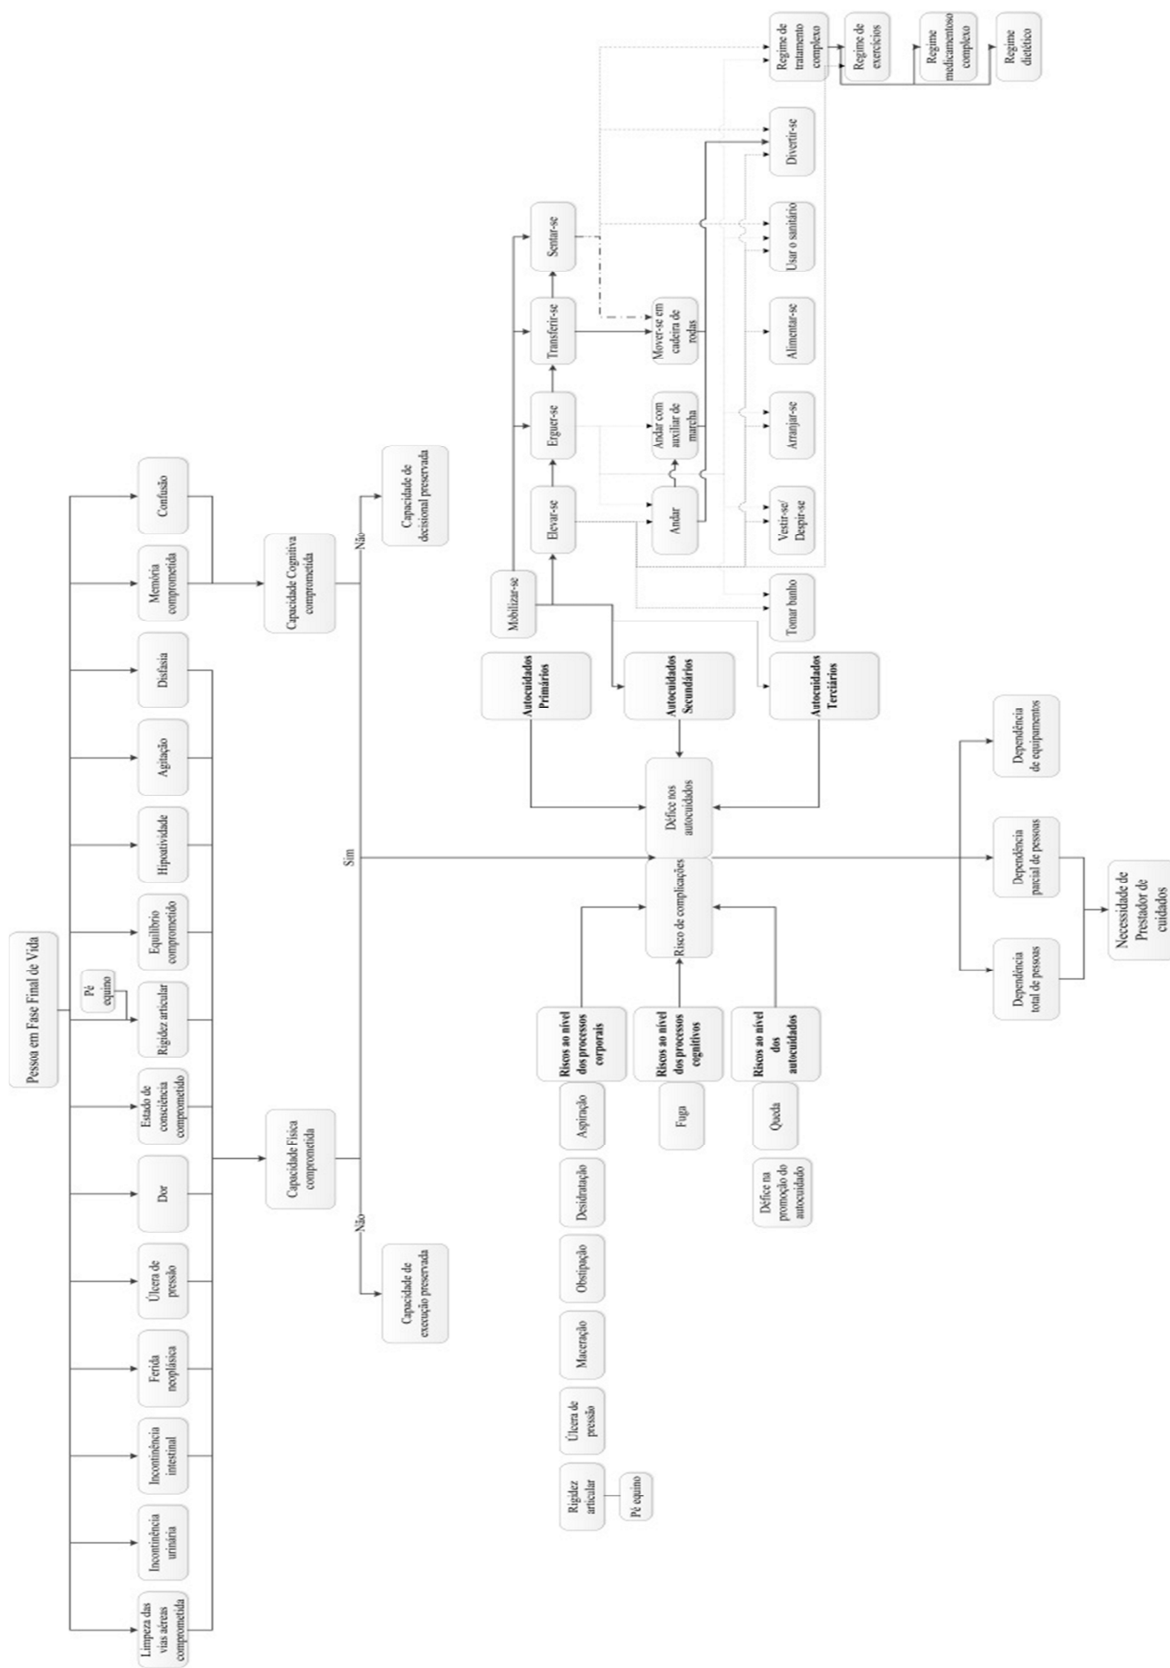 Pessoa em Fase Final de Vida
Limpeza das
vias aéreas
comprometida
Incontinência
urinária
Incontinência
intestinal
Ferida
neoplásica
Úlcera de
pressão
Dor
Estado de
consciência
comprometido
Rigidez articular
Pé
equino
Equilíbrio
comprometido
Hipoatividade
Agitação
Disfasia
Memória
comprometida
Confusão
Capacidade Física
comprometida
Capacidade Cognitiva
comprometida
Não
Sim
Não
Capacidade de
execução preservada
Capacidade de
decisional preservada
Rigidez
articular
Pé equino
Úlcera de
pressão
Maceração
Obstipação
Desidratação
Aspiração
Riscos ao nível
dos processos
corporais
Fuga
Riscos ao nível
dos processos
cognitivos
Défice na
promoção do
autocuidado
Queda
Riscos ao nível
dos
autocuidados
Risco de complicações
Défice nos
autocuidados
Autocuidados
Primários
Autocuidados
Secundários
Autocuidados
Terciários
Mobilizar-se
Elevar-se
Erguer-se
Transferir-se
Sentar-se
Andar
Andar com
auxiliar de
marcha
Mover-se em
cadeira de
rodas
Tomar banho
Vestir-se/
Despir-se
Arranjar-se
Alimentar-se
Usar o sanitário
Divertir-se
Regime de
tratamento
complexo
Regime de
exercícios
Regime
medicamentoso
complexo
Regime
dietético
Dependência
total de pessoas
Dependência
parcial de pessoas
Dependência
de equipamentos
Necessidade de
Prestador de
cuidados